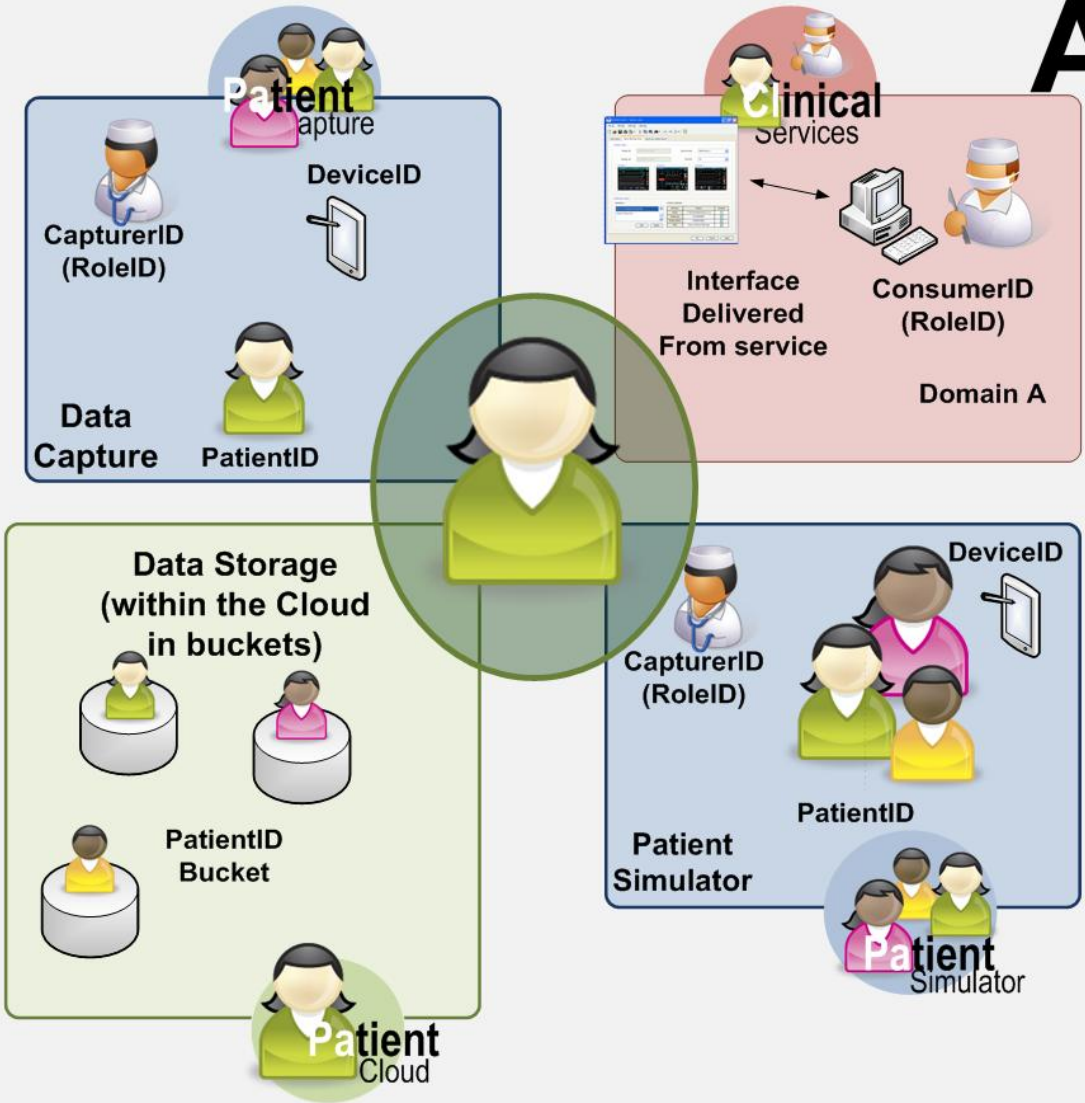 A
Patient
Capture
Clinical
Services
DeviceID
CapturerID
(RoleID)
Data
Capture
PatientID
Interface
Delivered
From service
ConsumerID
(RoleID)
Domain A
Data Storage
(within the Cloud
in buckets)
PatientID
Bucket
Patient
Cloud
DeviceID
CapturerID
(RoleID)
PatientID
Patient
Simulator
Patient
Simulator